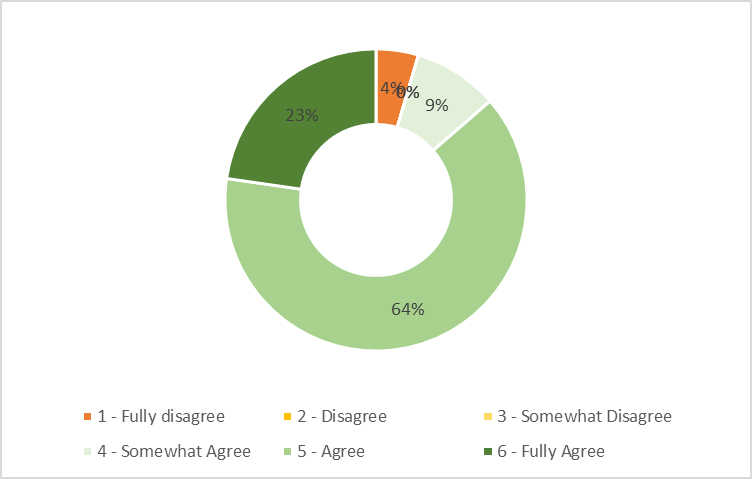 4%
0%
0%
9%
23%
64%
1 - Fully disagree
2 - Disagree
3 - Somewhat Disagree
4 - Somewhat Agree
5 - Agree
6 - Fully Agree